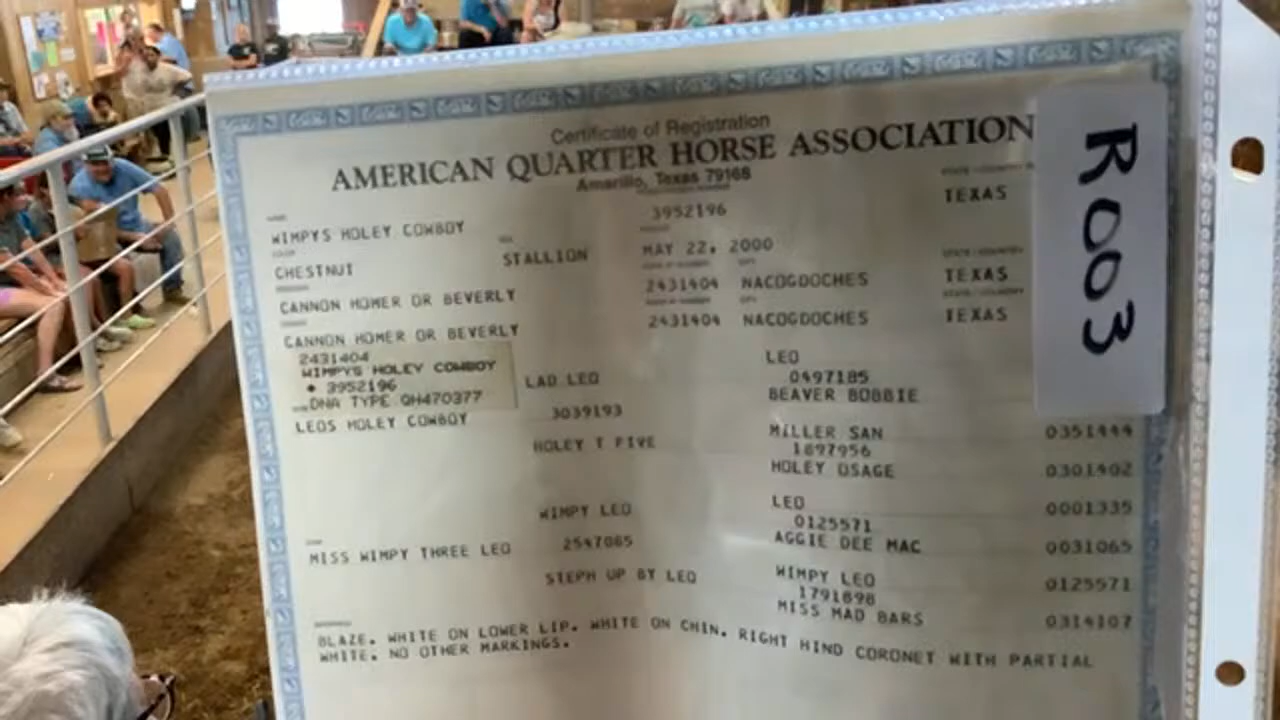 Certificate of Registration
AMERICAN QUARTER HORSE ASSOCIATION
Amarillo, Texas 79168
R003
NAME
WIMPYS HOLEY COWBOY
3952196
TEXAS
COLOR
CHESTNUT
SEX
STALLION
MAY 22, 2000
CANNON HOMER OR BEVERLY
2431404 NACOGDOCHES
TEXAS
CANNON HOMER OR BEVERLY
2431404 NACOGDOCHES
TEXAS
2431404
WIMPYS HOLEY COWBOY
* 3952196
DNA TYPE QH470377
LEOS HOLEY COWBOY
LAD LEO
3039193
HOLEY T FIVE
LEO
0497185
BEAVER BOBBIE
MILLER SAN 0351444
1897956
HOLEY OSAGE 0301402
MISS WIMPY THREE LEO
WIMPY LEO
2547085
STEPH UP BY LEO
LEO 0001335
0125571
AGGIE DEE MAC 0031065
WIMPY LEO 0125571
1791898
MISS MAD BARS 0314107
BLAZE. WHITE ON LOWER LIP. WHITE ON CHIN. RIGHT HIND CORONET WITH PARTIAL
WHITE. NO OTHER MARKINGS.